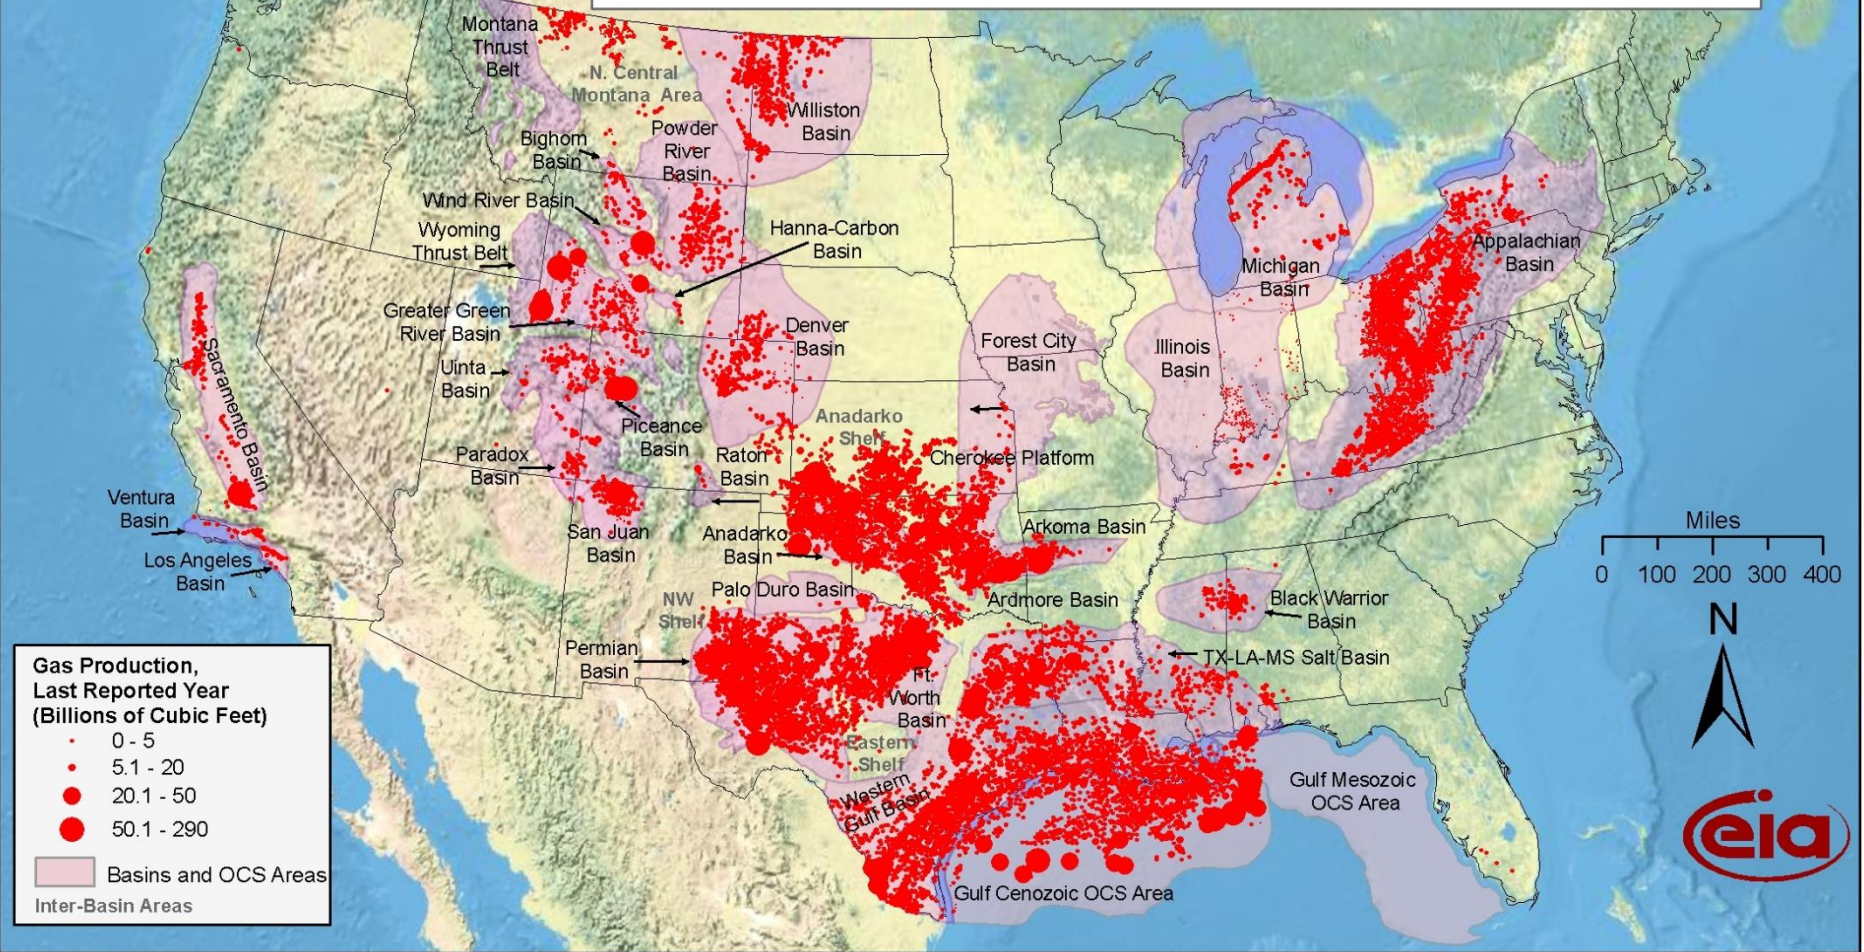 Montana
Thrust
Belt
N. Central
Montana Area
Williston
Basin
Bighorn
Basin
Powder
River
Basin
Wind River Basin
Wyoming
Thrust Belt
Hanna-Carbon
Basin
Greater Green
River Basin
Denver
Basin
Uinta
Basin
Sacramento Basin
Piceance
Basin
Paradox
Basin
Raton
Basin
San Juan
Basin
Ventura
Basin
Los Angeles
Basin
Anadarko
Shelf
Forest City
Basin
Cherokee Platform
Illinois
Basin
Michigan
Basin
Appalachian
Basin
Anadarko
Basin
Arkoma Basin
Palo Duro Basin
Ardmore Basin
NW
Shelf
Permian
Basin
Ft.
Worth
Basin
Eastern
Shelf
Western
Gulf Basin
Black Warrior
Basin
TX-LA-MS Salt Basin
Gulf Mesozoic
OCS Area
Gulf Cenozoic OCS Area
Miles
0 100 200 300 400
N
eia
Gas Production,
Last Reported Year
(Billions of Cubic Feet)
0 - 5
5.1 - 20
20.1 - 50
50.1 - 290
Basins and OCS Areas
Inter-Basin Areas